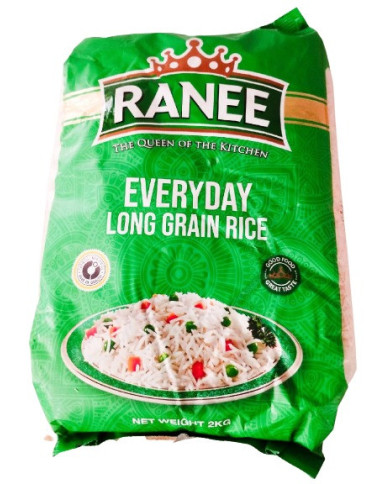 RANEE
THE QUEEN OF THE KITCHEN
EVERYDAY
LONG GRAIN RICE
GOOD FOOD
GREAT TASTE
NET WEIGHT 2KG